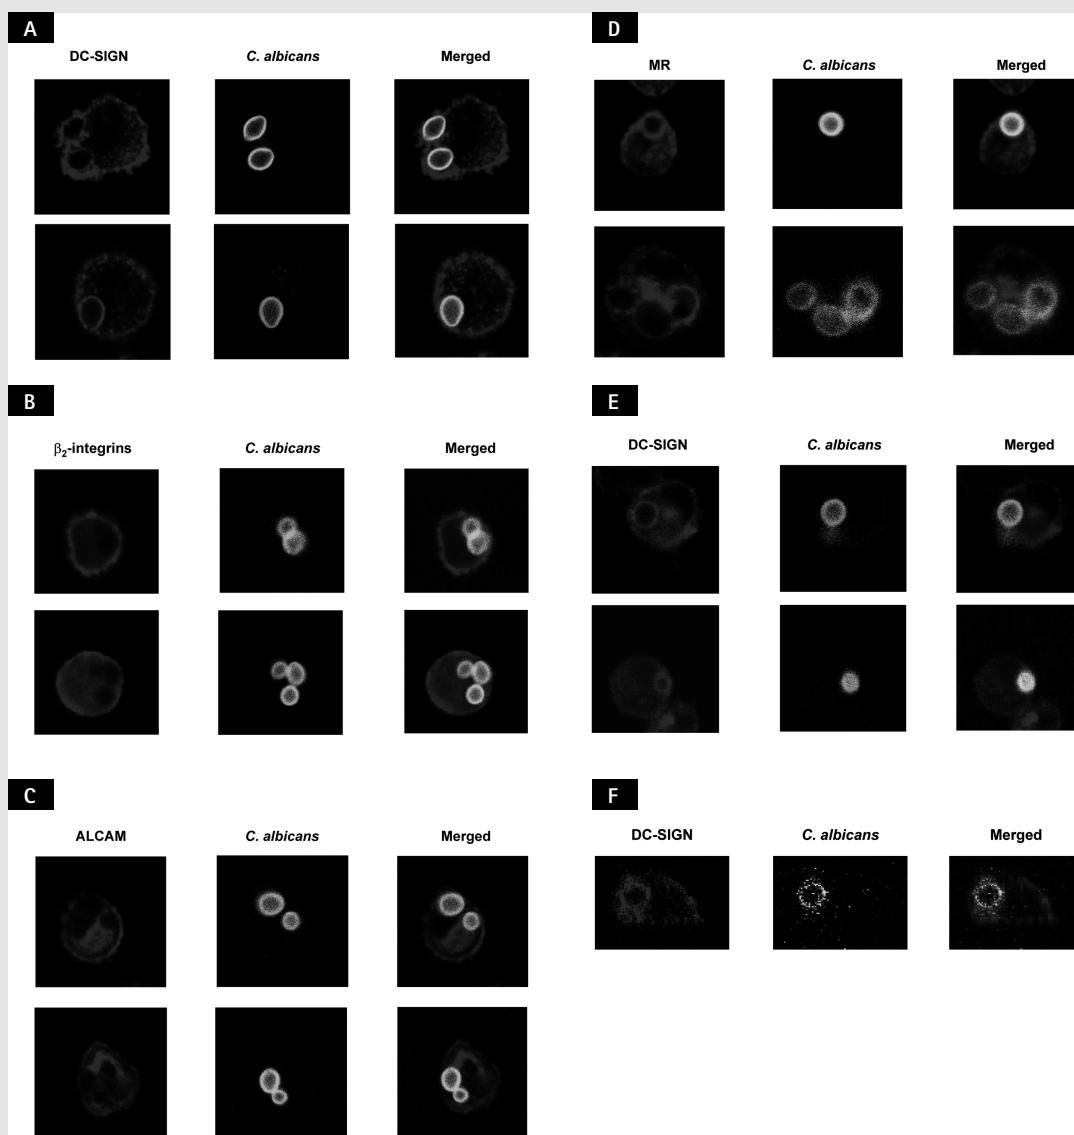 A
DC-SIGN C. albicans Merged
B
β₂-integrins C. albicans Merged
C
ALCAM C. albicans Merged
D
MR C. albicans Merged
E
DC-SIGN C. albicans Merged
F
DC-SIGN C. albicans Merged